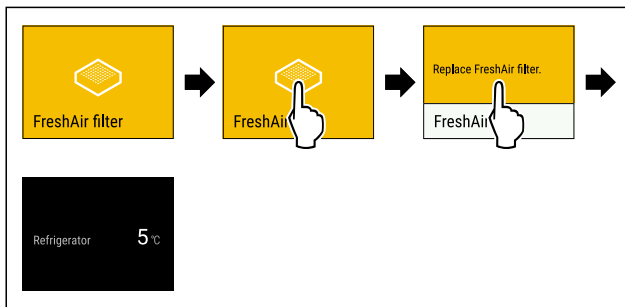 FreshAir filter
FreshAi
Replace FreshAir filter.
FreshAi
Refrigerator 5 °C